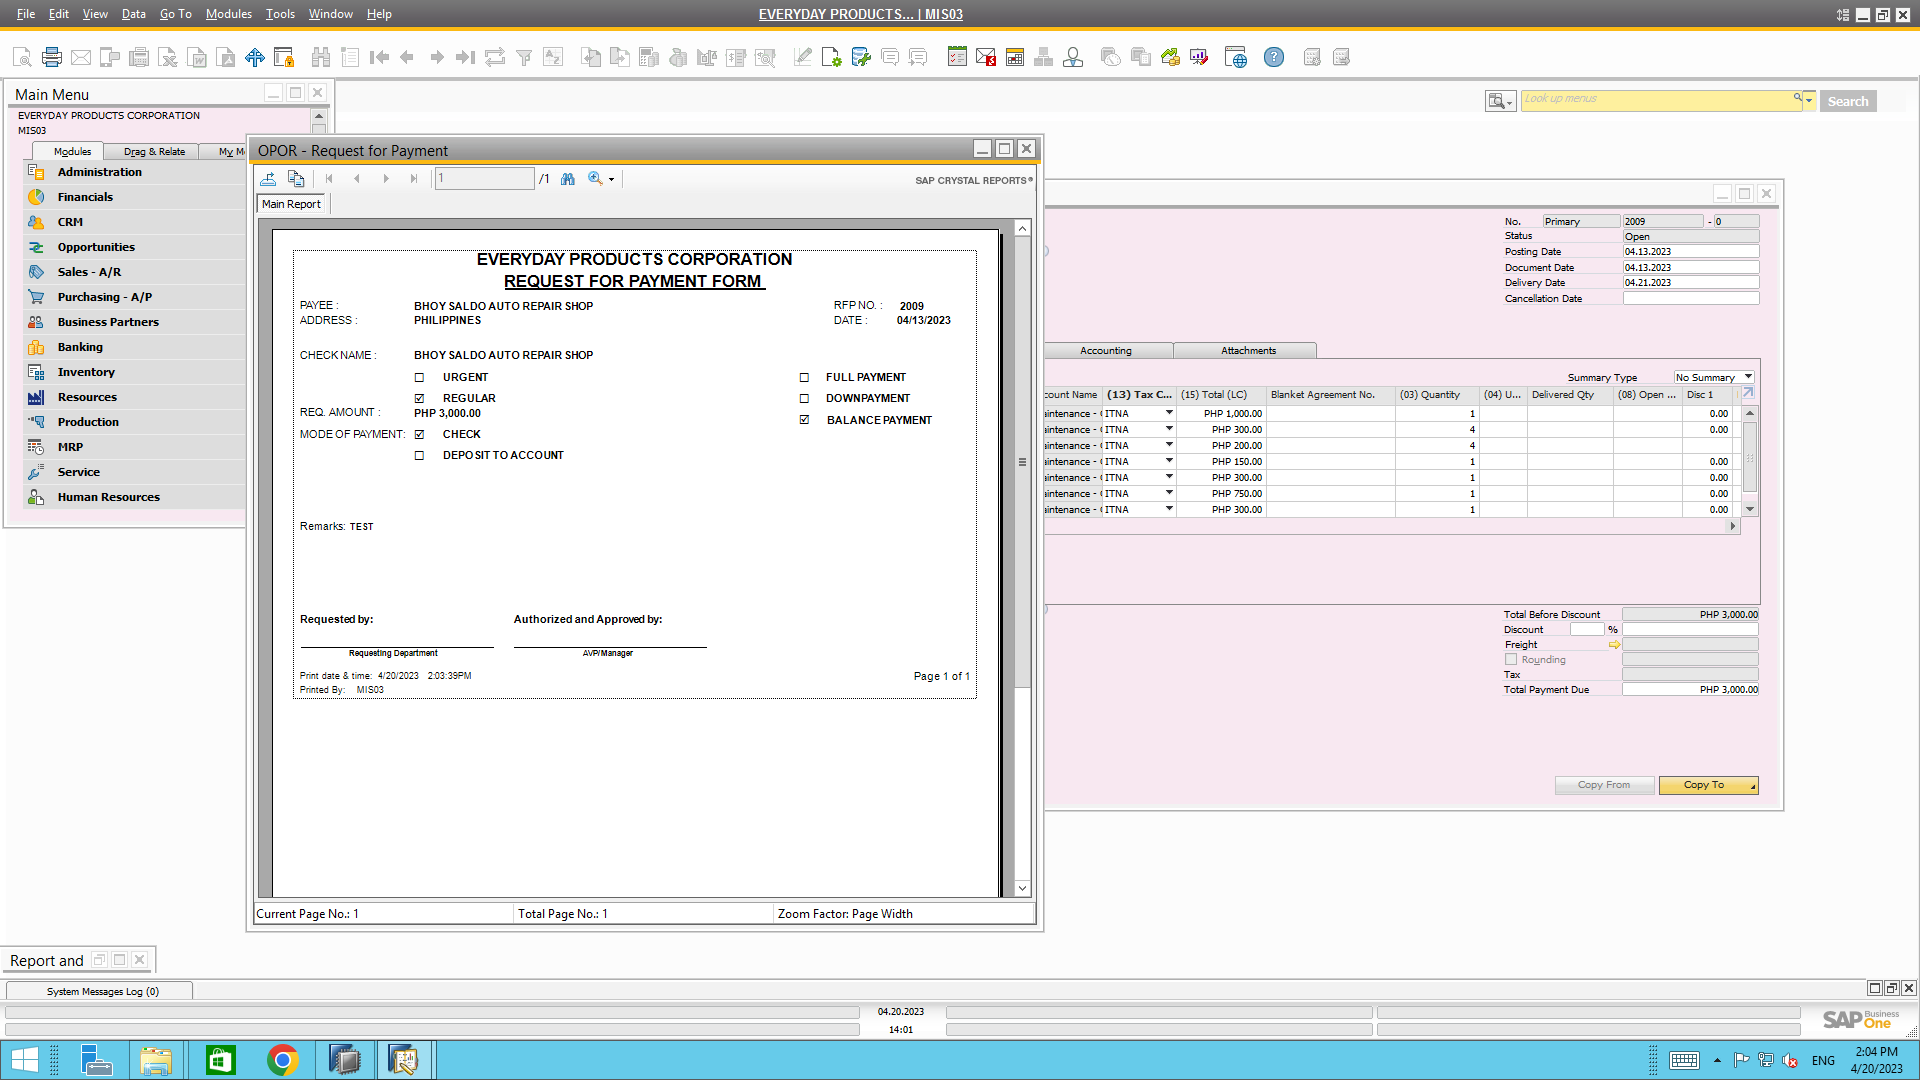 File Edit View Data Go To Modules Tools Window Help
EVERYDAY PRODUCTS... | MIS03
Look up menus
Search
Main Menu
EVERYDAY PRODUCTS CORPORATION
MIS03
Modules Drag & Relate My M
Administration
Financials
CRM
Opportunities
Sales - A/R
Purchasing - A/P
Business Partners
Banking
Inventory
Resources
Production
MRP
Service
Human Resources
OPOR - Request for Payment
1 /1
SAP CRYSTAL REPORTS®
Main Report
EVERYDAY PRODUCTS CORPORATION
REQUEST FOR PAYMENT FORM
PAYEE : BHOY SALDO AUTO REPAIR SHOP RFP NO. : 2009
ADDRESS : PHILIPPINES DATE : 04/13/2023
CHECK NAME : BHOY SALDO AUTO REPAIR SHOP
URGENT FULL PAYMENT
REGULAR DOWNPAYMENT
REQ. AMOUNT : PHP 3,000.00
BALANCE PAYMENT
MODE OF PAYMENT: CHECK
DEPOSIT TO ACCOUNT
Remarks: TEST
Requested by: Authorized and Approved by:
Requesting Department AVP/Manager
Print date & time: 4/20/2023 2:03:39PM Page 1 of 1
Printed By: MIS03
Current Page No.: 1 Total Page No.: 1 Zoom Factor: Page Width
No. Primary 2009 - 0
Status Open
Posting Date 04.13.2023
Document Date 04.13.2023
Delivery Date 04.21.2023
Cancellation Date
Accounting Attachments
Summary Type No Summary
count Name (13) Tax C... (15) Total (LC) Blanket Agreement No. (03) Quantity (04) U... Delivered Qty (08) Open ... Disc 1
aintenance - ( ITNA PHP 1,000.00 1 0.00
aintenance - ( ITNA PHP 300.00 4 0.00
aintenance - ( ITNA PHP 200.00 4
aintenance - ( ITNA PHP 150.00 1 0.00
aintenance - ( ITNA PHP 300.00 1 0.00
aintenance - ( ITNA PHP 750.00 1 0.00
aintenance - ( ITNA PHP 300.00 1 0.00
Total Before Discount PHP 3,000.00
Discount %
Freight
Rounding
Tax
Total Payment Due PHP 3,000.00
Copy From Copy To
Report and
System Messages Log (0)
04.20.2023
14:01
SAP Business One
ENG
2:04 PM
4/20/2023